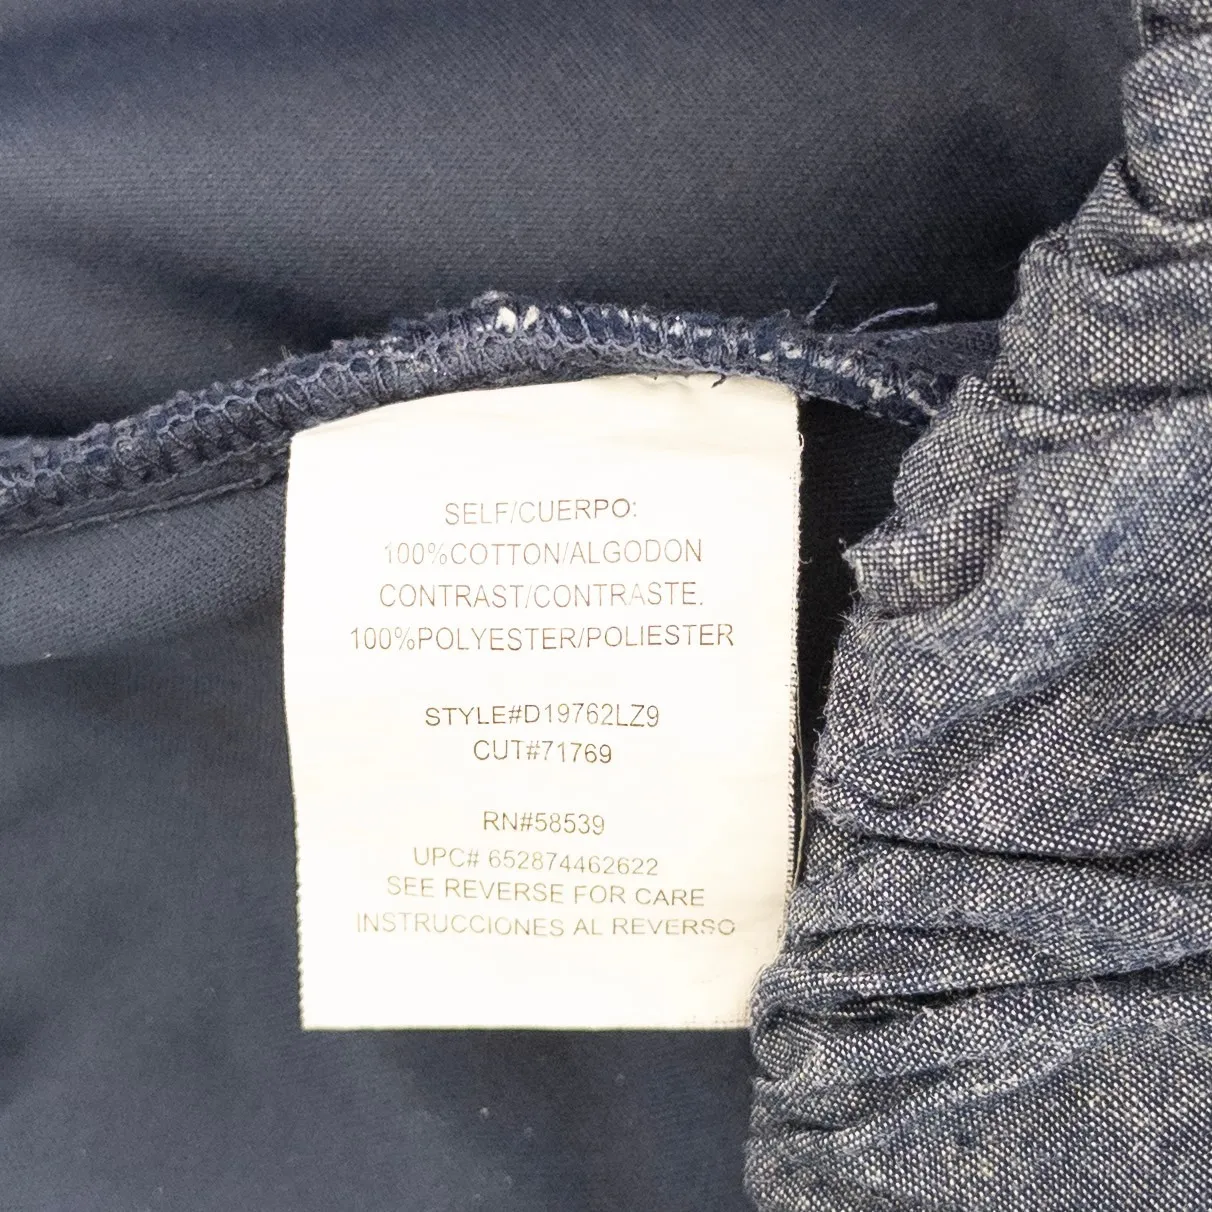 SELF/CUERPO:
100%COTTON/ALGODON
CONTRAST/CONTRASTE.
100%POLYESTER/POLIESTER
STYLE#D19762LZ9
CUT#71769
RN#58539
UPC# 652874462622
SEE REVERSE FOR CARE
INSTRUCCIONES AL REVERSO